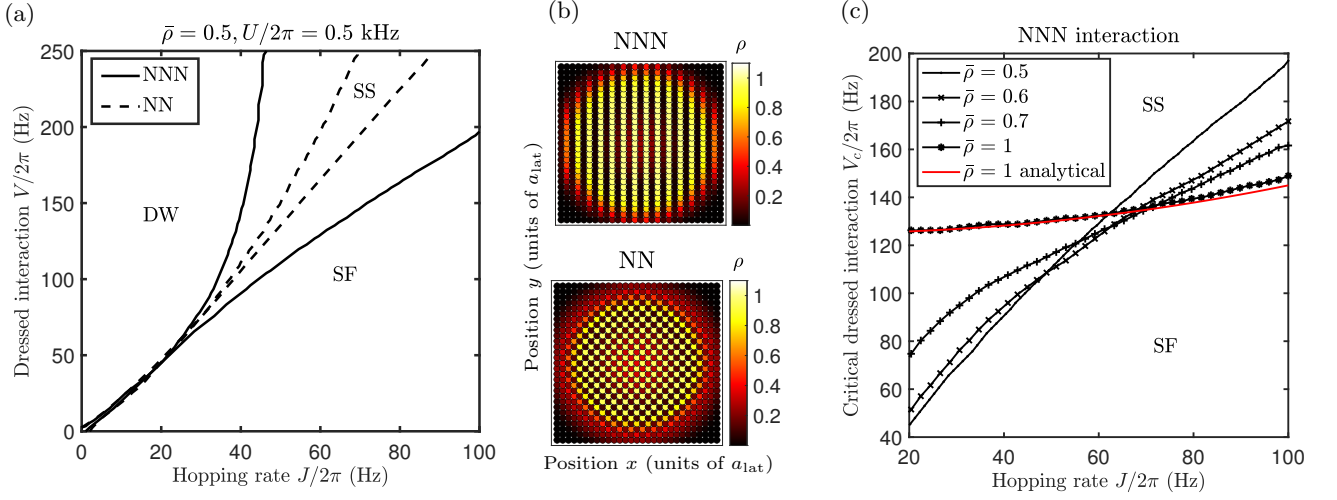 (a)
ρ̄ = 0.5, U/2π = 0.5 kHz
Dressed interaction V/2π (Hz)
250
200
150
100
50
0
NNN
NN
DW
SS
SF
0 20 40 60 80 100
Hopping rate J/2π (Hz)
(b)
NNN
ρ
1
0.8
0.6
0.4
0.2
NN
ρ
1
0.8
0.6
0.4
0.2
Position y (units of a_lat)
Position x (units of a_lat)
(c)
NNN interaction
Critical dressed interaction V_c/2π (Hz)
200
180
160
140
120
100
80
60
40
ρ̄ = 0.5
ρ̄ = 0.6
ρ̄ = 0.7
ρ̄ = 1
ρ̄ = 1 analytical
SS
SF
20 40 60 80 100
Hopping rate J/2π (Hz)